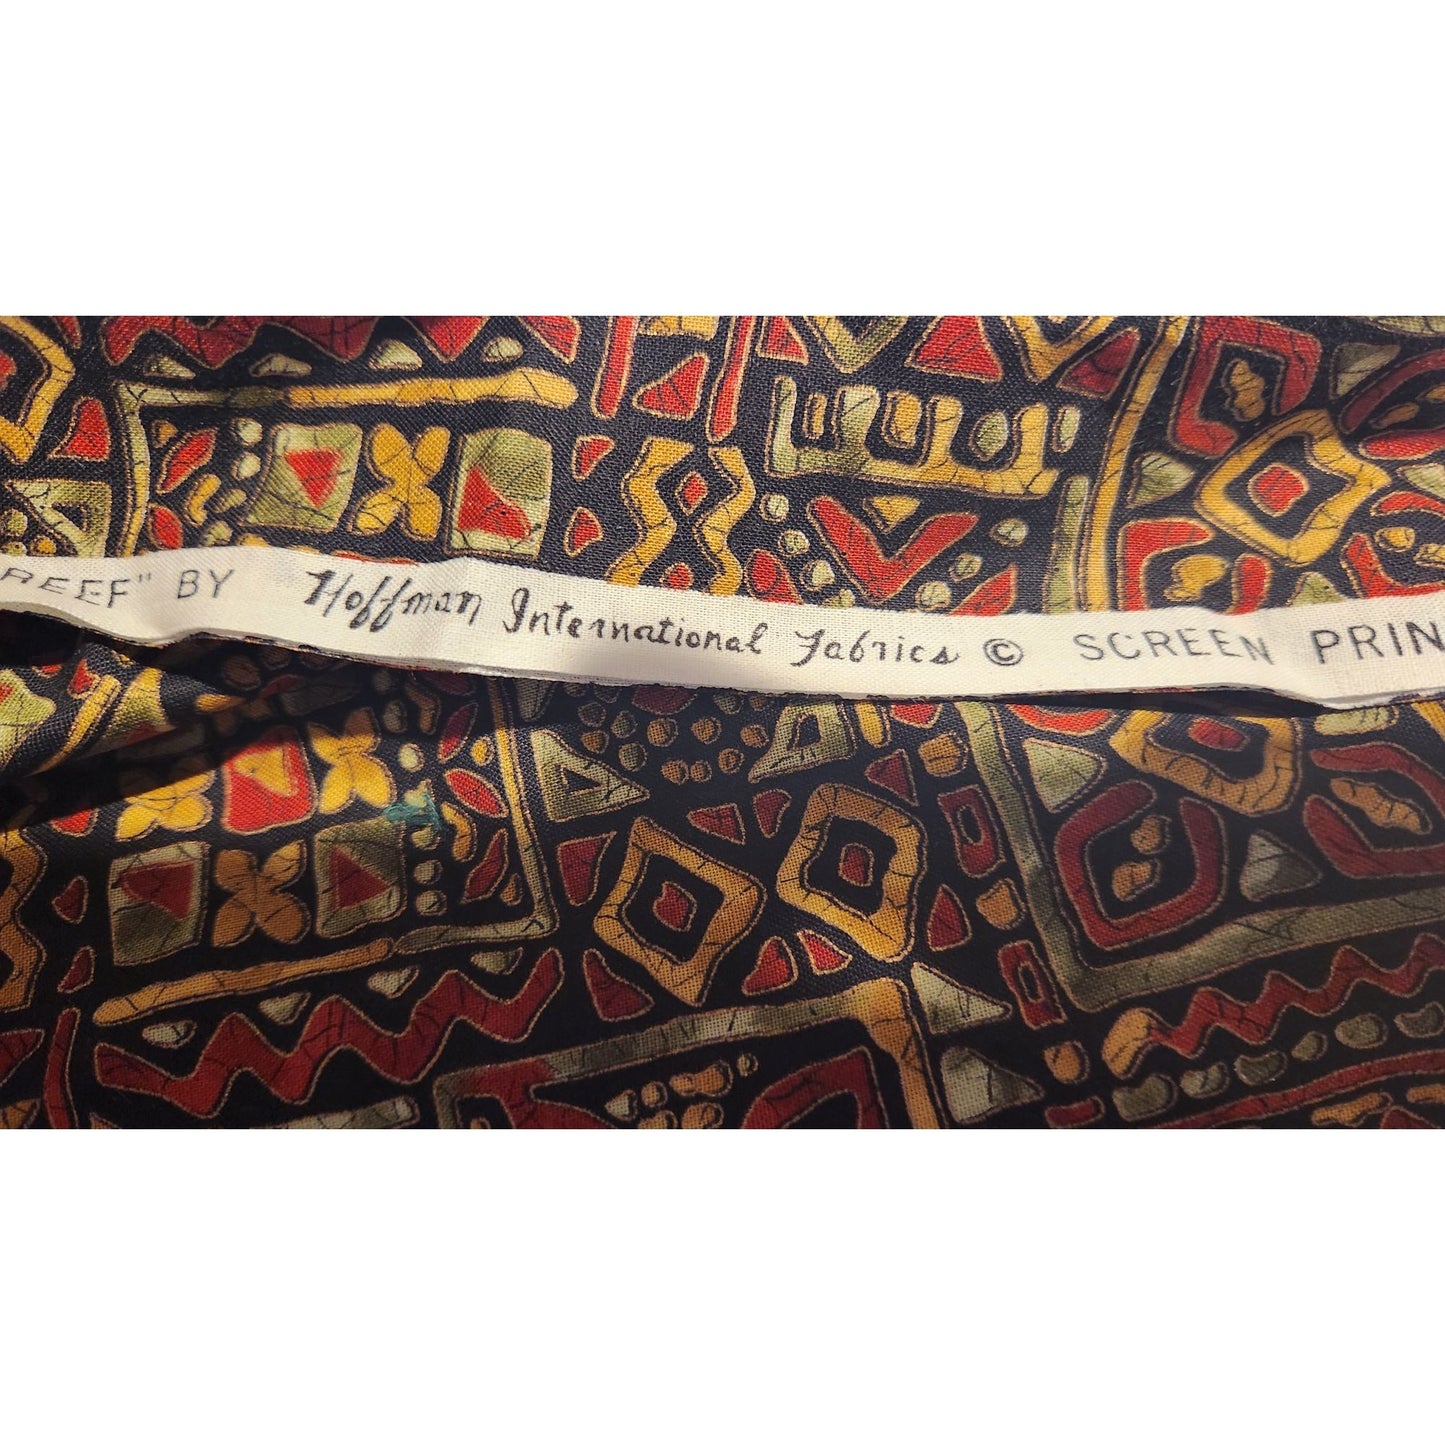 REEF" BY Hoffman International Fabrics © SCREEN PRIN